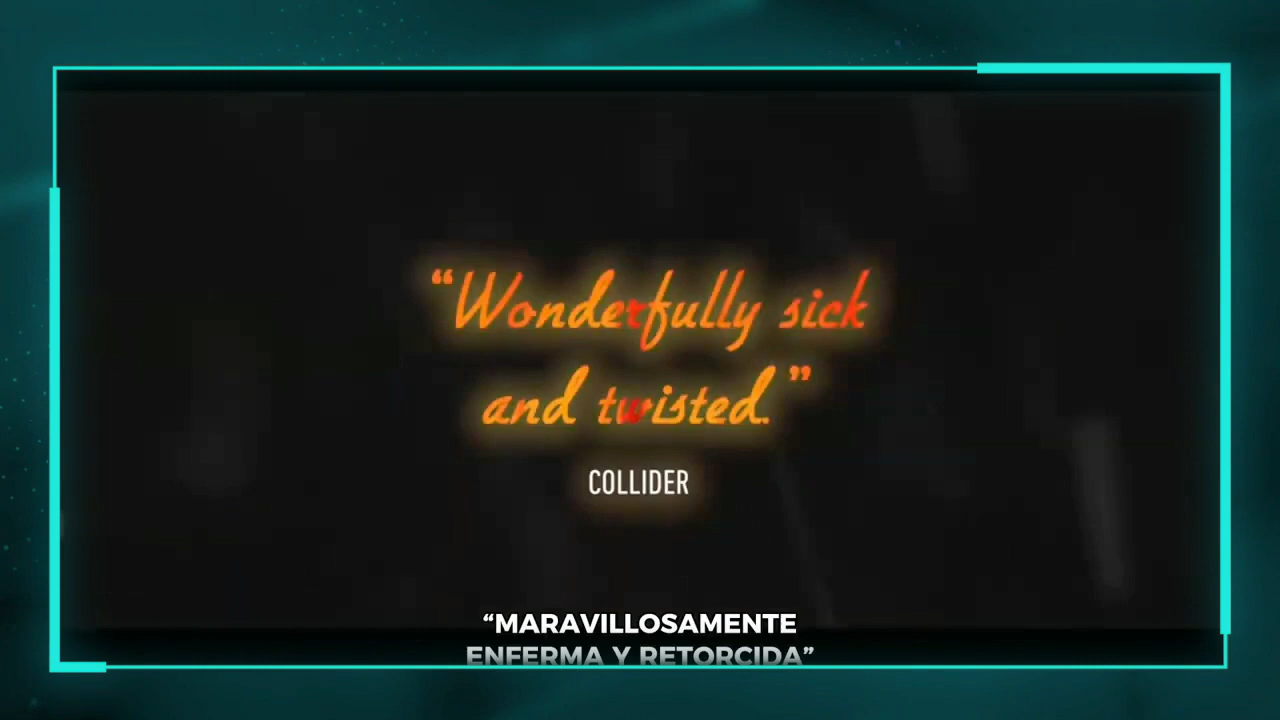 “Wonderfully sick
and twisted.”
COLLIDER
“MARAVILLOSAMENTE
ENFERMA Y RETORCIDA”